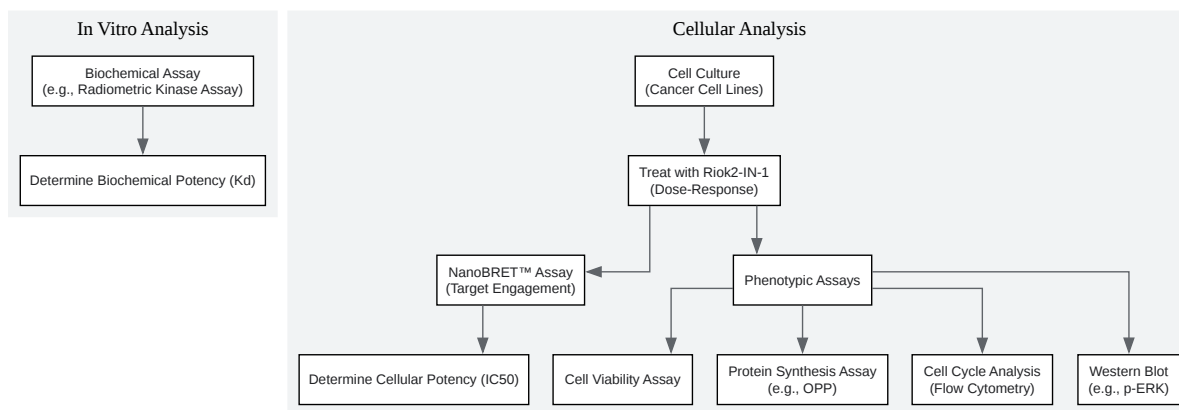 In Vitro Analysis
Biochemical Assay
(e.g., Radiometric Kinase Assay)
Determine Biochemical Potency (Kd)
Cellular Analysis
Cell Culture
(Cancer Cell Lines)
Treat with Riok2-IN-1
(Dose-Response)
NanoBRET™ Assay
(Target Engagement)
Phenotypic Assays
Determine Cellular Potency (IC50)
Cell Viability Assay
Protein Synthesis Assay
(e.g., OPP)
Cell Cycle Analysis
(Flow Cytometry)
Western Blot
(e.g., p-ERK)